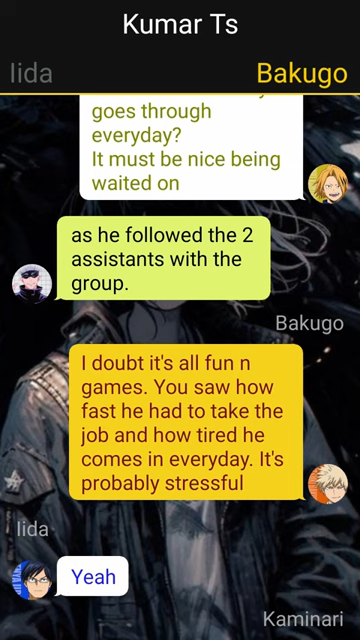 Kumar Ts
Iida
Bakugo
goes through
everyday?
It must be nice being
waited on
as he followed the 2
assistants with the
group.
Bakugo
I doubt it's all fun n
games. You saw how
fast he had to take the
job and how tired he
comes in everyday. It's
probably stressful
Iida
Yeah
Kaminari